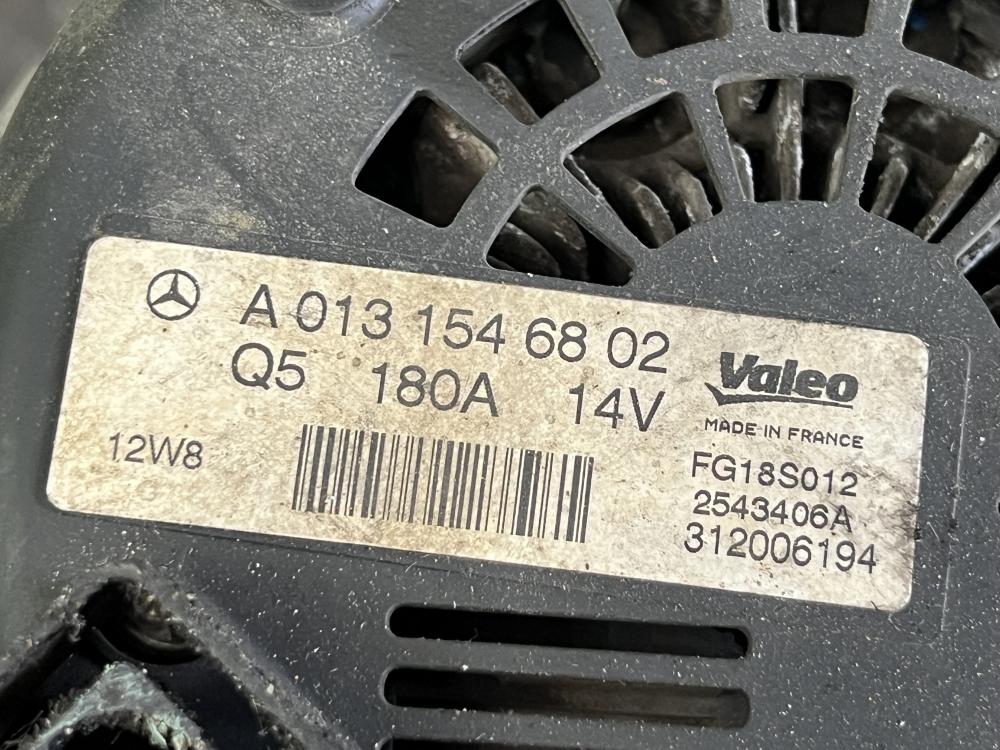 A 013 154 68 02
Q5 180A 14V
Valeo
MADE IN FRANCE
12W8
FG18S012
2543406A
312006194